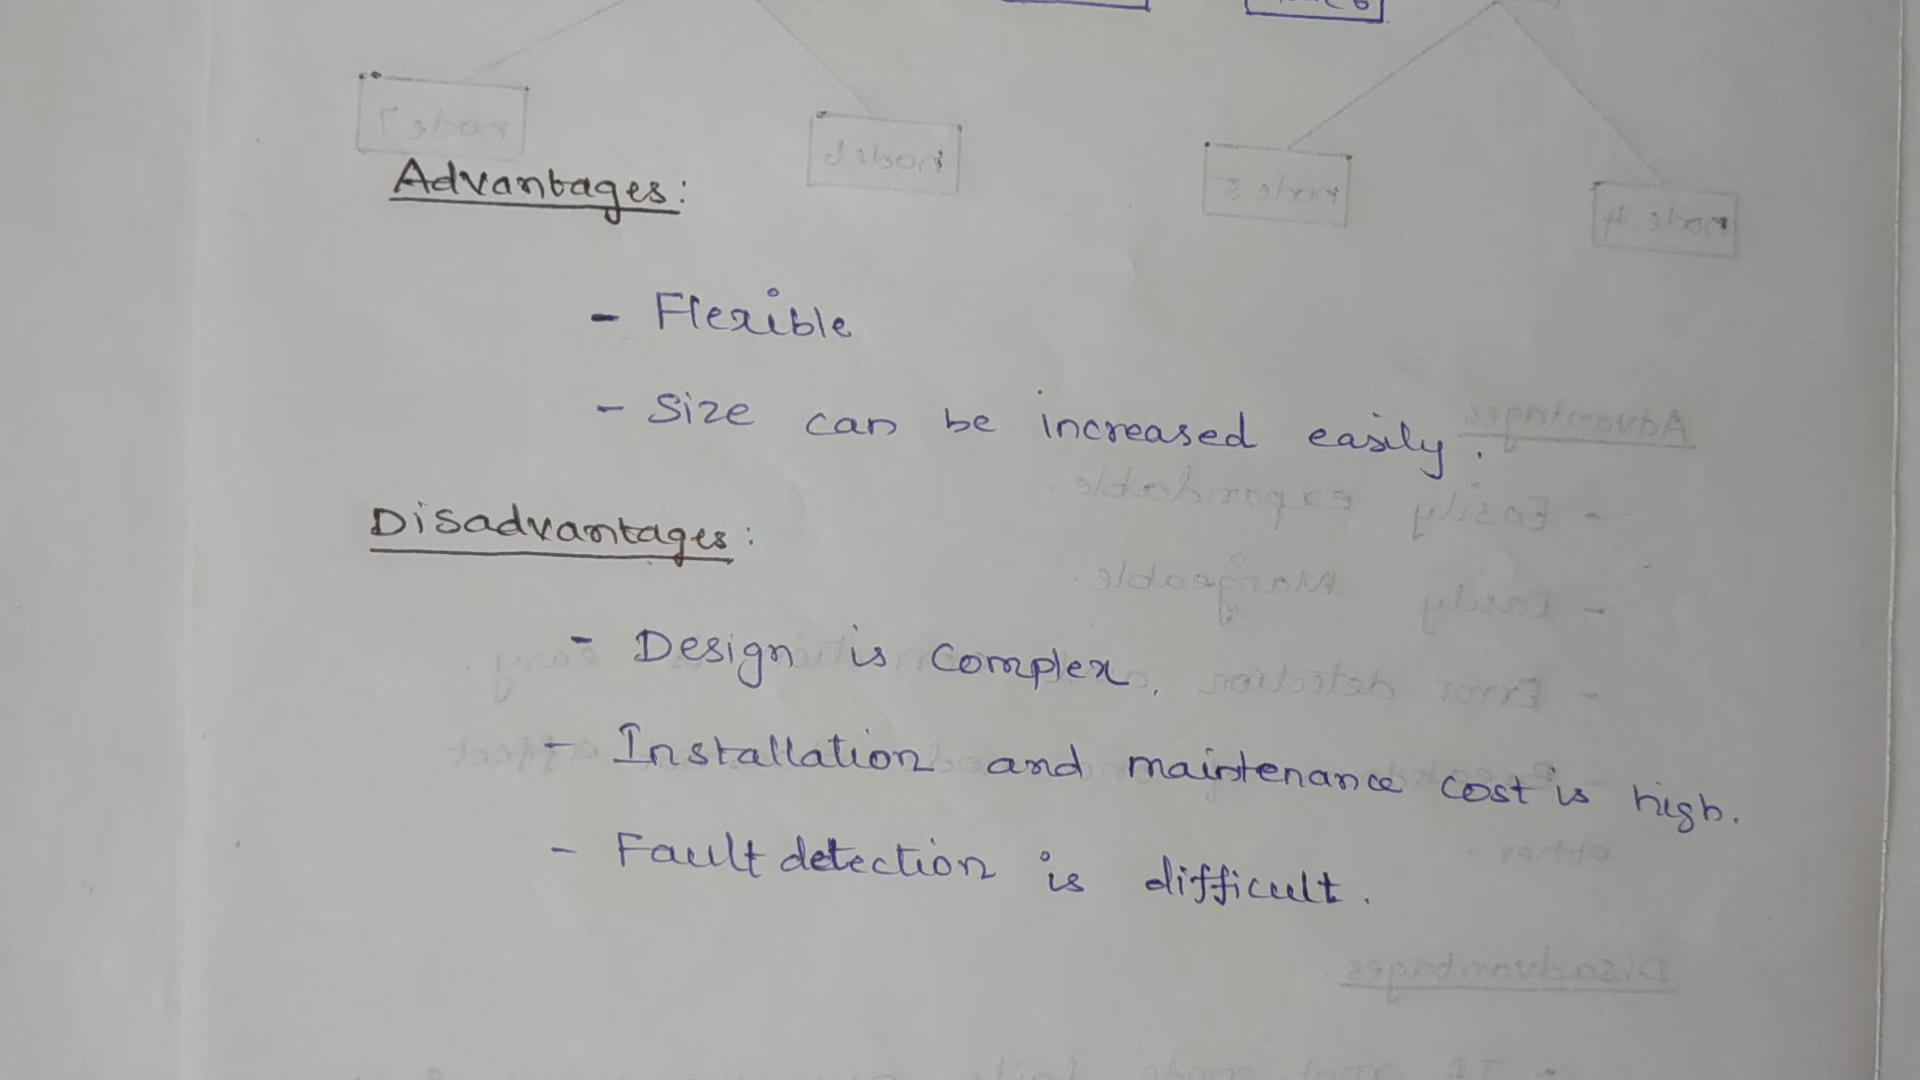 Advantages:
- Flexible
- Size can be increased easily.
Disadvantages:
- Design is complex.
- Installation and maintenance cost is high.
- Fault detection is difficult.